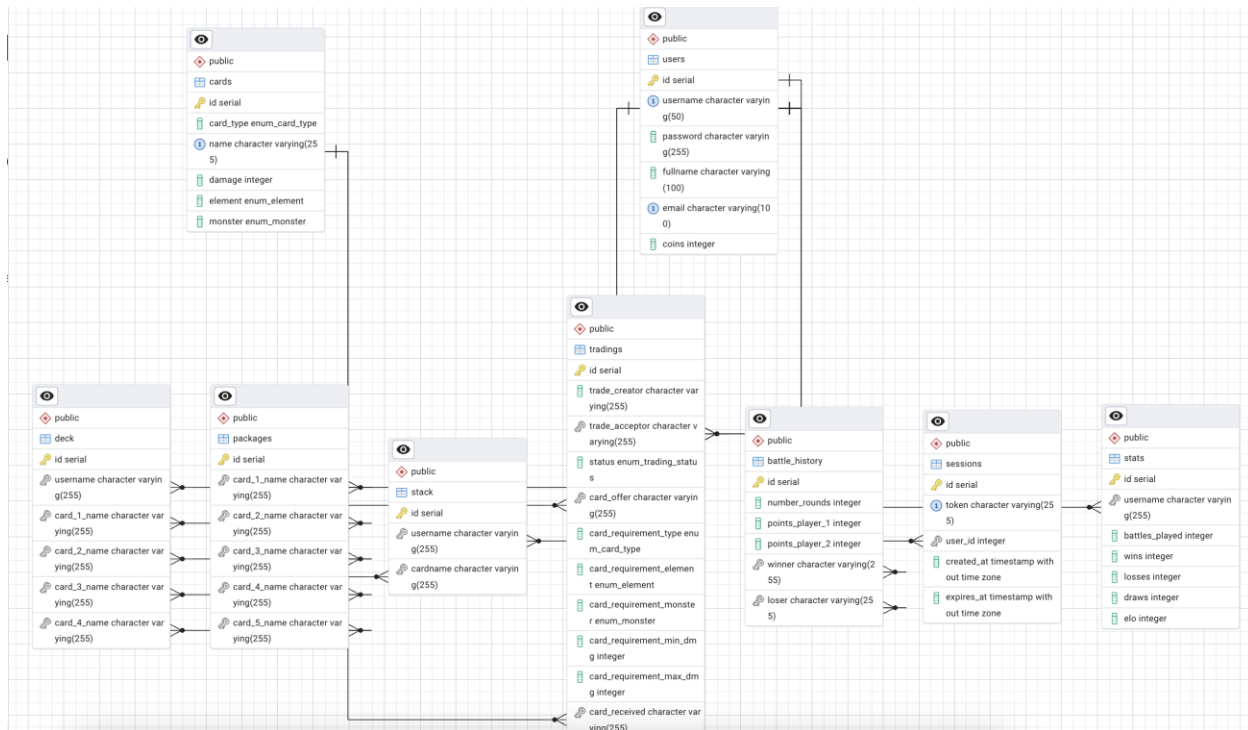 public
cards
id serial
card_type enum_card_type
name character varying(25
5)
damage integer
element enum_element
monster enum_monster
public
users
id serial
username character varyin
g(50)
password character varyin
g(255)
fullname character varying
(100)
email character varying(10
0)
coins integer
public
deck
id serial
username character varyin
g(255)
card_1_name character var
ying(255)
card_2_name character var
ying(255)
card_3_name character var
ying(255)
card_4_name character var
ying(255)
public
packages
id serial
card_1_name character var
ying(255)
card_2_name character var
ying(255)
card_3_name character var
ying(255)
card_4_name character var
ying(255)
card_5_name character var
ying(255)
public
stack
id serial
username character varyin
g(255)
cardname character varyin
g(255)
public
tradings
id serial
trade_creator character var
ying(255)
trade_acceptor character v
arying(255)
status enum_trading_statu
s
card_offer character varyin
g(255)
card_requirement_type enu
m_card_type
card_requirement_elemen
t enum_element
card_requirement_monste
r enum_monster
card_requirement_min_dm
g integer
card_requirement_max_dm
g integer
card_received character var
ying(255)
public
battle_history
id serial
number_rounds integer
points_player_1 integer
points_player_2 integer
winner character varying(2
55)
loser character varying(25
5)
public
sessions
id serial
token character varying(25
5)
user_id integer
created_at timestamp with
out time zone
expires_at timestamp with
out time zone
public
stats
id serial
username character varyin
g(255)
battles_played integer
wins integer
losses integer
draws integer
elo integer